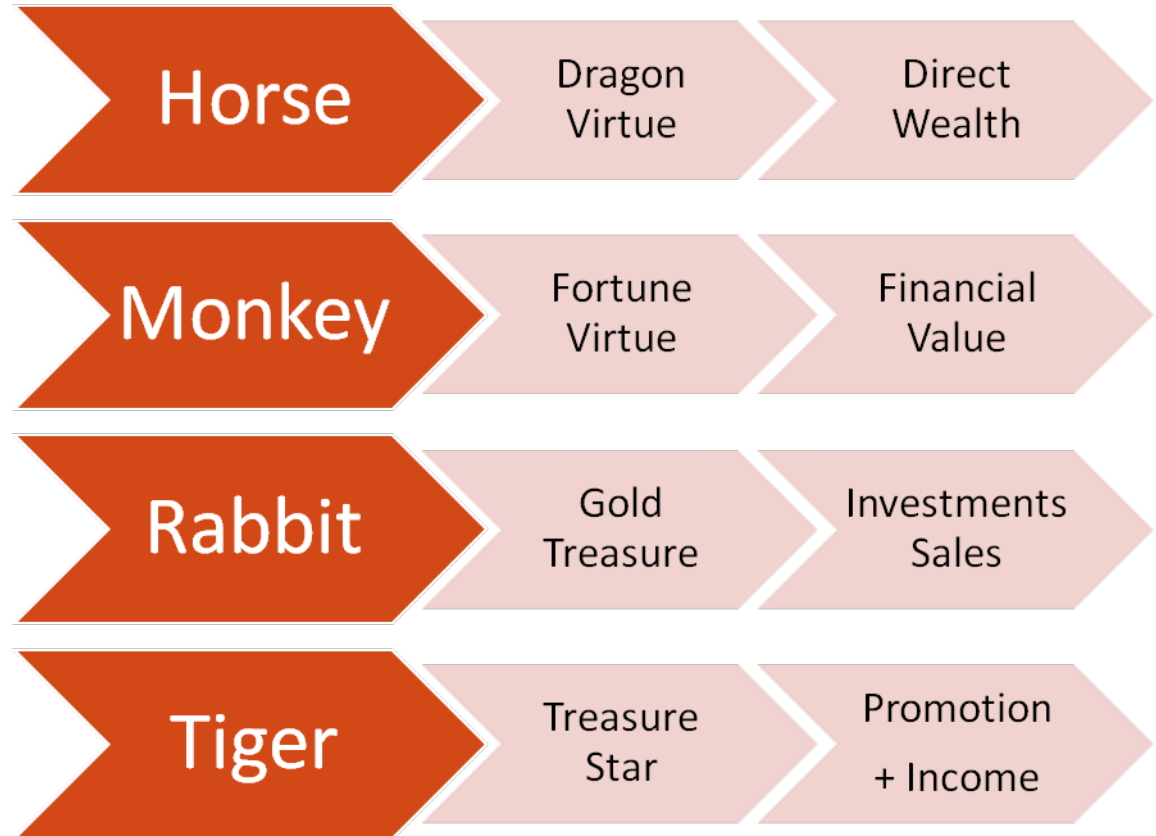 Horse
Dragon
Virtue
Direct
Wealth
Monkey
Fortune
Virtue
Financial
Value
Rabbit
Gold
Treasure
Investments
Sales
Tiger
Treasure
Star
Promotion
+ Income